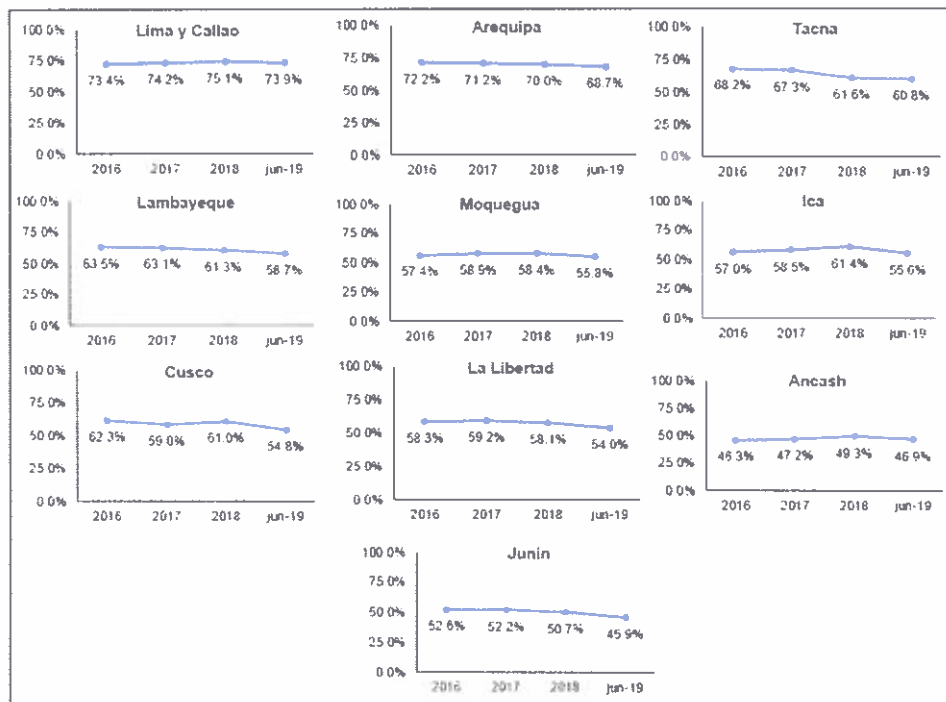 Lima y Callao
100.0%
75.0%
50.0%
25.0%
0.0%
73.4% 74.2% 75.1% 73.9%
2016 2017 2018 jun-19
Arequipa
100.0%
75.0%
50.0%
25.0%
0.0%
72.2% 71.2% 70.0% 68.7%
2016 2017 2018 jun-19
Tacna
100.0%
75.0%
50.0%
25.0%
0.0%
68.2% 67.3% 61.6% 60.8%
2016 2017 2018 jun-19
Lambayeque
100.0%
75.0%
50.0%
25.0%
0.0%
63.5% 63.1% 61.3% 58.7%
2016 2017 2018 jun-19
Moquegua
100.0%
75.0%
50.0%
25.0%
0.0%
57.4% 58.5% 58.4% 55.8%
2016 2017 2018 jun-19
Ica
100.0%
75.0%
50.0%
25.0%
0.0%
57.0% 58.5% 61.4% 55.6%
2016 2017 2018 jun-19
Cusco
100.0%
75.0%
50.0%
25.0%
0.0%
62.3% 59.0% 61.0% 54.8%
2016 2017 2018 jun-19
La Libertad
100.0%
75.0%
50.0%
25.0%
0.0%
58.3% 59.2% 58.1% 54.0%
2016 2017 2018 jun-19
Ancash
100.0%
75.0%
50.0%
25.0%
0.0%
46.3% 47.2% 49.3% 46.9%
2016 2017 2018 jun-19
Junín
100.0%
75.0%
50.0%
25.0%
0.0%
52.6% 52.2% 50.7% 45.9%
2016 2017 2018 jun-19